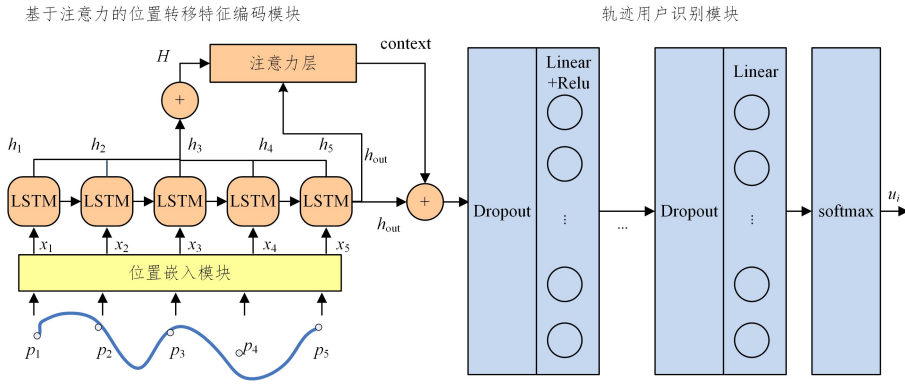 基于注意力的位置转移特征编码模块
轨迹用户识别模块
context
H
注意力层
Linear
+Relu
Linear
+
h1
h2
h3
h4
h5
hout
LSTM
LSTM
LSTM
LSTM
LSTM
+
hout
Dropout
...
...
Dropout
...
softmax
ui
x1
x2
x3
x4
x5
位置嵌入模块
p1
p2
p3
p4
p5